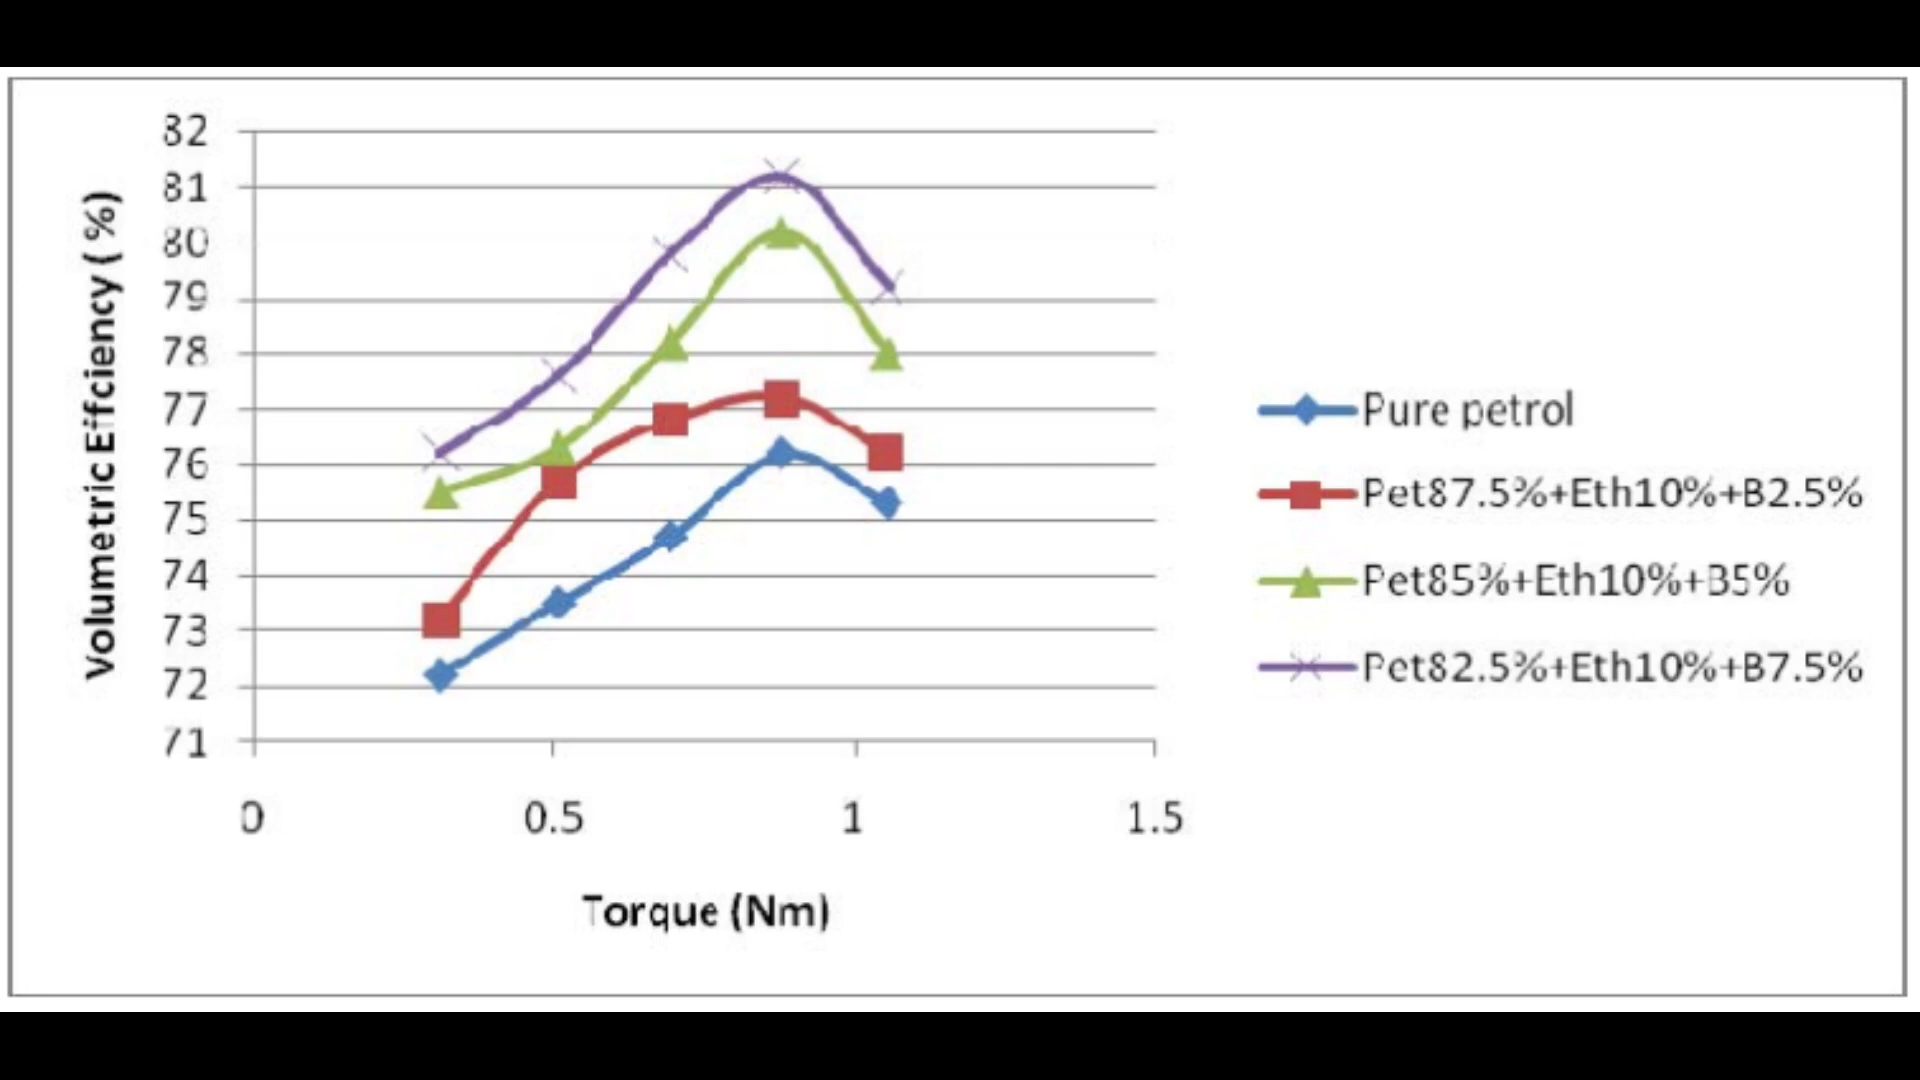 82
81
80
79
78
77
76
75
74
73
72
71
Volumetric Effciency ( %)
0 0.5 1 1.5
Torque (Nm)
Pure petrol
Pet87.5%+Eth10%+B2.5%
Pet85%+Eth10%+B5%
Pet82.5%+Eth10%+B7.5%